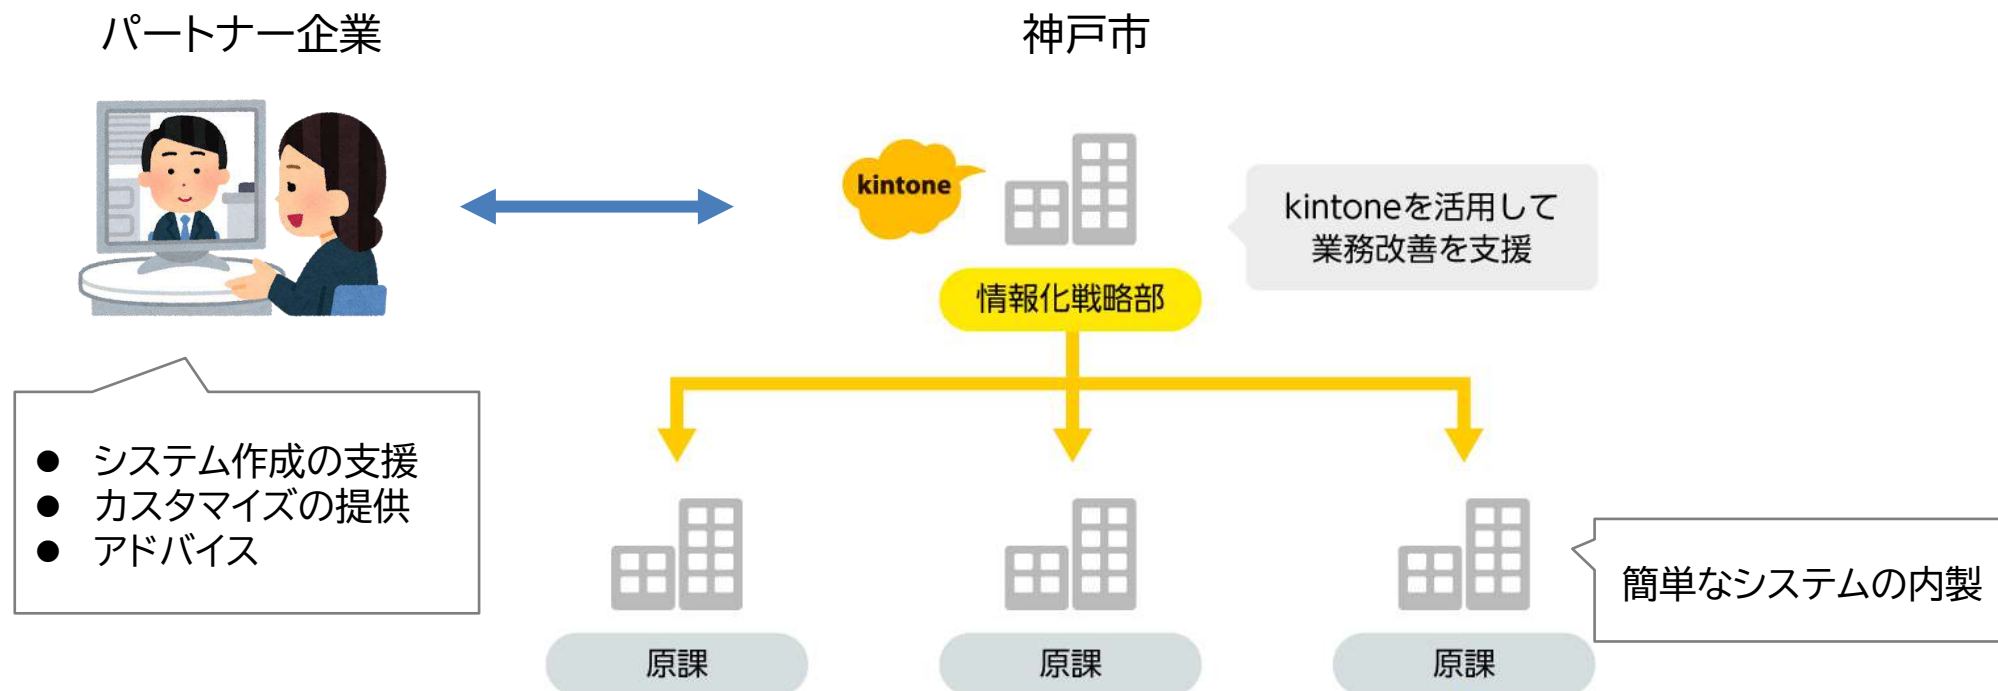 パートナー企業
神戸市
kintone
kintoneを活用して
業務改善を支援
情報化戦略部
● システム作成の支援
● カスタマイズの提供
● アドバイス
簡単なシステムの内製
原課
原課
原課